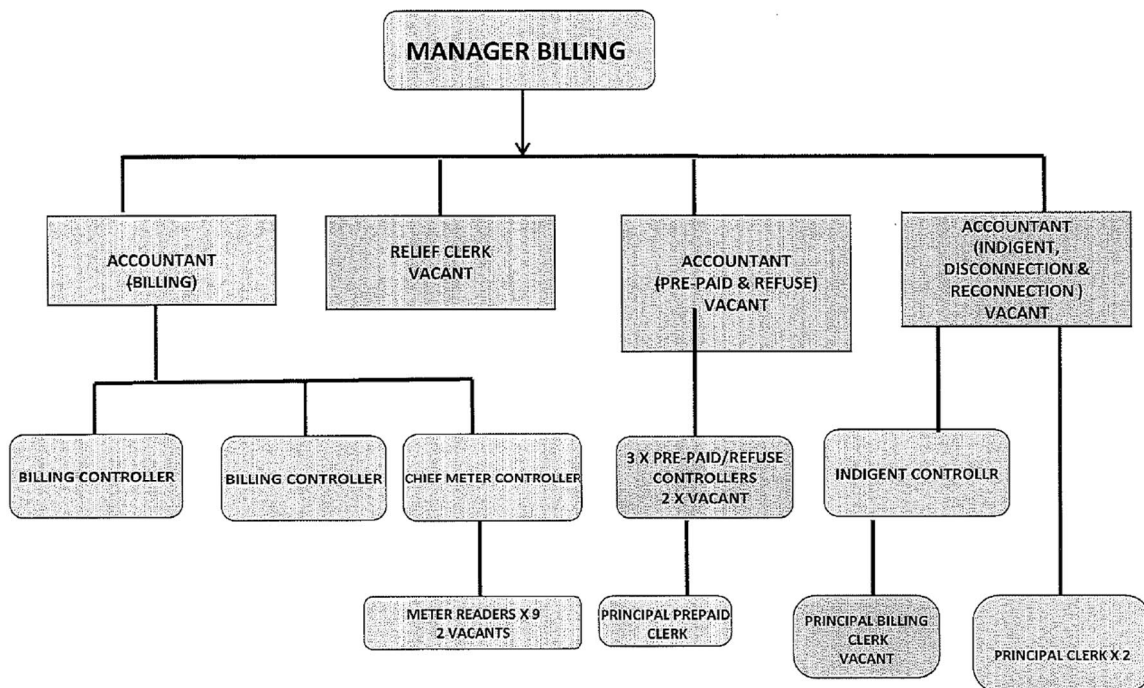 MANAGER BILLING
ACCOUNTANT
(BILLING)
RELIEF CLERK
VACANT
ACCOUNTANT
(PRE-PAID & REFUSE)
VACANT
ACCOUNTANT
(INDIGENT,
DISCONNECTION &
RECONNECTION )
VACANT
BILLING CONTROLLER
BILLING CONTROLLER
CHIEF METER CONTROLLER
3 X PRE-PAID/REFUSE
CONTROLLERS
2 X VACANT
INDIGENT CONTROLLR
METER READERS X 9
2 VACANTS
PRINCIPAL PREPAID
CLERK
PRINCIPAL BILLING
CLERK
VACANT
PRINCIPAL CLERK X 2